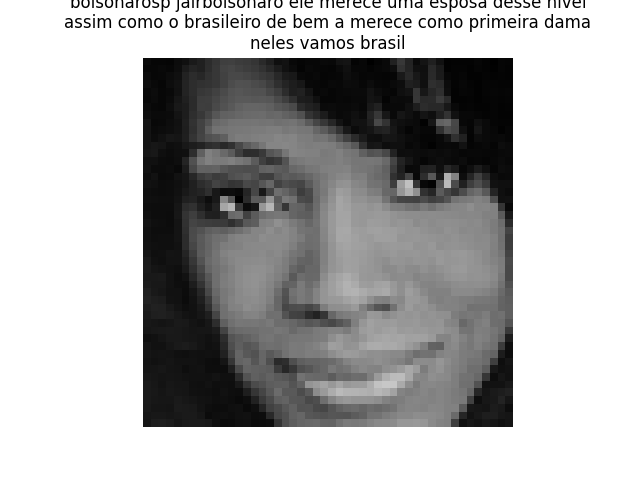 bolsonarosp jairbolsonaro ele merece uma esposa desse nivel
assim como o brasileiro de bem a merece como primeira dama
neles vamos brasil